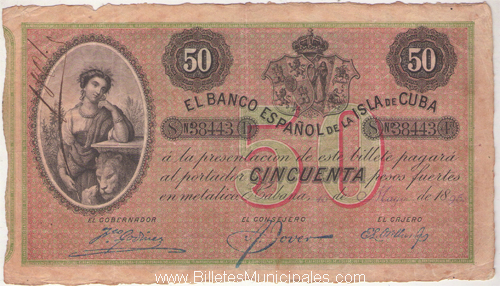 50
50
EL BANCO ESPAÑOL DE LA ISLA DE CUBA
Nº 38443
Nº 38443
50
á la presentacion de este billete pagará
al portador CINCUENTA pesos fuertes
en metalico Habana de de 18
EL GOBERNADOR
EL CONSEJERO
EL CAJERO
www.BilletesMunicipales.com